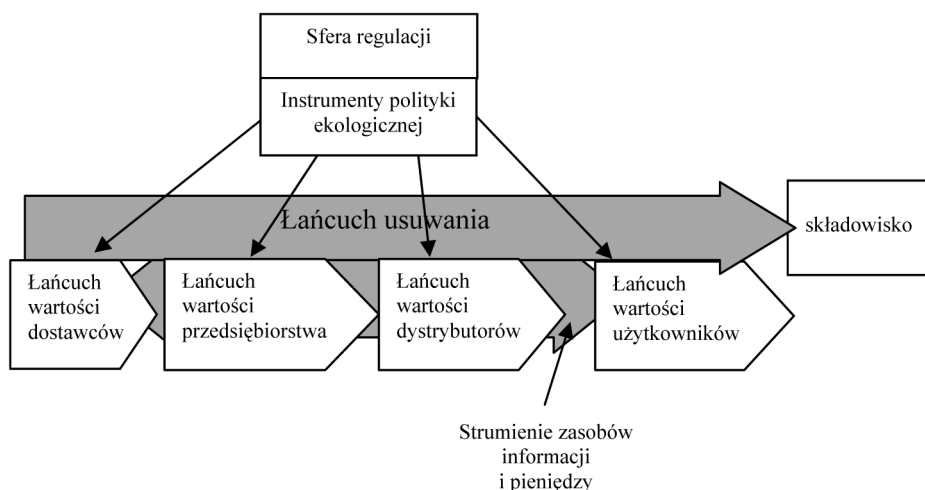 Sfera regulacji
Instrumenty polityki
ekologicznej
Łańcuch usuwania
składowisko
Łańcuch
wartości
dostawców
Łańcuch
wartości
przedsiębiorstwa
Łańcuch
wartości
dystrybutorów
Łańcuch
wartości
użytkowników
Strumienie zasobów
informacji
i pieniędzy